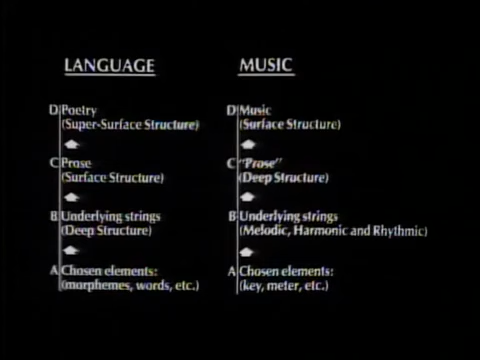 LANGUAGE
D Poetry
(Super-Surface Structure)
C Prose
(Surface Structure)
B Underlying strings
(Deep Structure)
A Chosen elements:
(morphemes, words, etc.)
MUSIC
D Music
(Surface Structure)
C "Prose"
(Deep Structure)
B Underlying strings
(Melodic, Harmonic and Rhythmic)
A Chosen elements:
(key, meter, etc.)